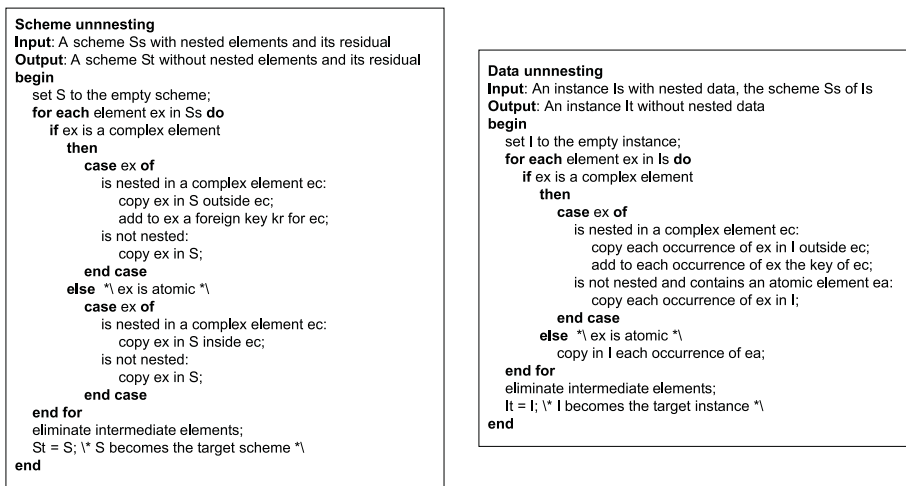 Scheme unnnesting
Input: A scheme Ss with nested elements and its residual
Output: A scheme St without nested elements and its residual
begin
set S to the empty scheme;
for each element ex in Ss do
if ex is a complex element
then
case ex of
is nested in a complex element ec:
copy ex in S outside ec;
add to ex a foreign key kr for ec;
is not nested:
copy ex in S;
end case
else *\ ex is atomic *\
case ex of
is nested in a complex element ec:
copy ex in S inside ec;
is not nested:
copy ex in S;
end case
end for
eliminate intermediate elements;
St = S; \* S becomes the target scheme *\
end
Data unnnesting
Input: An instance Is with nested data, the scheme Ss of Is
Output: An instance It without nested data
begin
set I to the empty instance;
for each element ex in Is do
if ex is a complex element
then
case ex of
is nested in a complex element ec:
copy each occurrence of ex in I outside ec;
add to each occurrence of ex the key of ec;
is not nested and contains an atomic element ea:
copy each occurrence of ex in I;
end case
else *\ ex is atomic *\
copy in I each occurrence of ea;
end for
eliminate intermediate elements;
It = I; \* I becomes the target instance *\
end